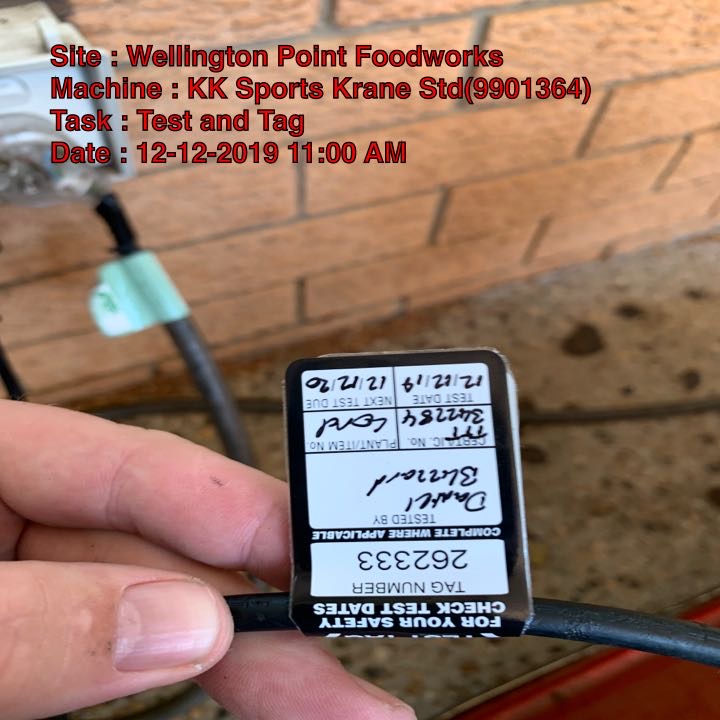 Site : Wellington Point Foodworks
Machine : KK Sports Krane Std(9901364)
Task : Test and Tag
Date : 12-12-2019 11:00 AM
FOR YOUR SAFETY
CHECK TEST DATES
TAG NUMBER
262333
COMPLETE WHERE APPLICABLE
TESTED BY
Daniel
Blizzard
CERT/LIC. No. PLANT/ITEM No.
TTT
342284 Lead
TEST DATE NEXT TEST DUE
12/12/19 12/12/20